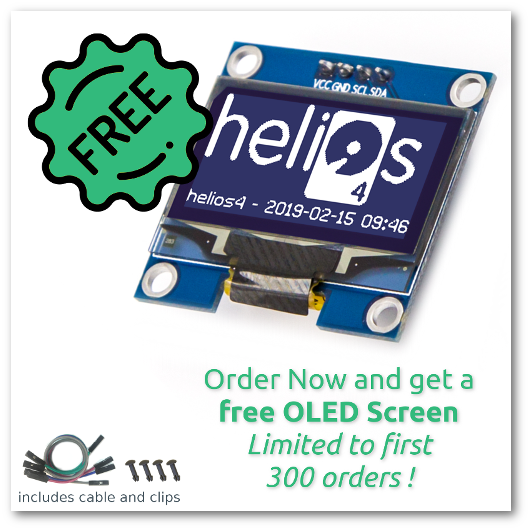 FREE
VCC GND SCL SDA
helios
4
helios4 - 2019-02-15 09:46
Order Now and get a
free OLED Screen
Limited to first
300 orders !
includes cable and clips